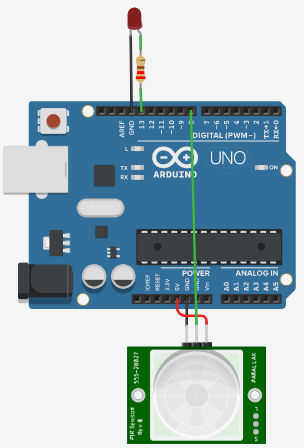 AREF
GND
13
12
~11
~10
~9
8
7
~6
~5
4
~3
2
TX→1
RX←0
DIGITAL (PWM~)
L
TX
RX
ARDUINO
UNO
ON
POWER
ANALOG IN
IOREF
RESET
3.3V
5V
GND
GND
Vin
A0
A1
A2
A3
A4
A5
555-28027
PIR Sensor
Rev B
PARALLAX